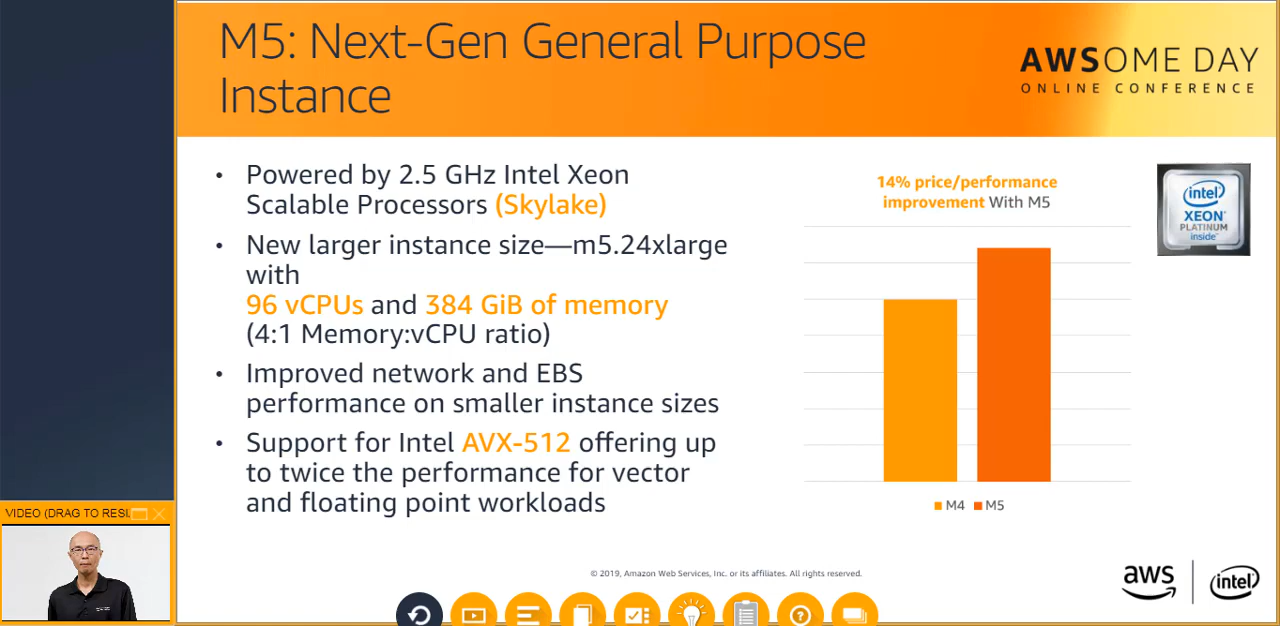 M5: Next-Gen General Purpose
Instance
AWSOME DAY
ONLINE CONFERENCE
• Powered by 2.5 GHz Intel Xeon
Scalable Processors (Skylake)
• New larger instance size—m5.24xlarge
with
96 vCPUs and 384 GiB of memory
(4:1 Memory:vCPU ratio)
• Improved network and EBS
performance on smaller instance sizes
• Support for Intel AVX-512 offering up
to twice the performance for vector
and floating point workloads
14% price/performance
improvement With M5
M4 M5
intel
XEON
PLATINUM
inside
VIDEO (DRAG TO RESI
© 2019, Amazon Web Services, Inc. or its affiliates. All rights reserved.
aws
intel